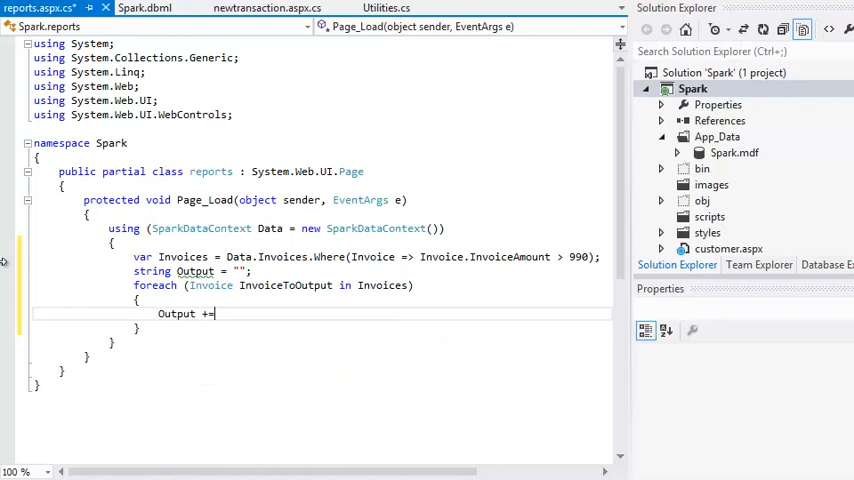 reports.aspx.cs* Spark.dbml newtransaction.aspx.cs Utilities.cs
Spark.reports Page_Load(object sender, EventArgs e)
using System;
using System.Collections.Generic;
using System.Linq;
using System.Web;
using System.Web.UI;
using System.Web.UI.WebControls;
namespace Spark
{
public partial class reports : System.Web.UI.Page
{
protected void Page_Load(object sender, EventArgs e)
{
using (SparkDataContext Data = new SparkDataContext())
{
var Invoices = Data.Invoices.Where(Invoice => Invoice.InvoiceAmount > 990);
string Output = "";
foreach (Invoice InvoiceToOutput in Invoices)
{
Output +=
}
}
}
}
}
100 %
Solution Explorer
Search Solution Explorer (Ctrl+;)
Solution 'Spark' (1 project)
Spark
Properties
References
App_Data
Spark.mdf
bin
images
obj
scripts
styles
customer.aspx
Solution Explorer Team Explorer Database Ex
Properties